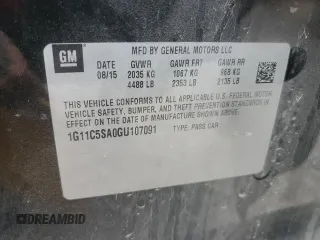 GM
MFD BY GENERAL MOTORS LLC
DATE GVWR GAWR FRT GAWR RR
08/15 2035 KG 1067 KG 968 KG
4488 LB 2353 LB 2135 LB
THIS VEHICLE CONFORMS TO ALL APPLICABLE U.S. FEDERAL MOTOR
VEHICLE SAFETY, BUMPER, AND THEFT PREVENTION STANDARDS IN
EFFECT ON THE DATE OF MANUFACTURE SHOWN ABOVE.
1G11C5SA0GU107091 TYPE: PASS CAR
DREAMBID